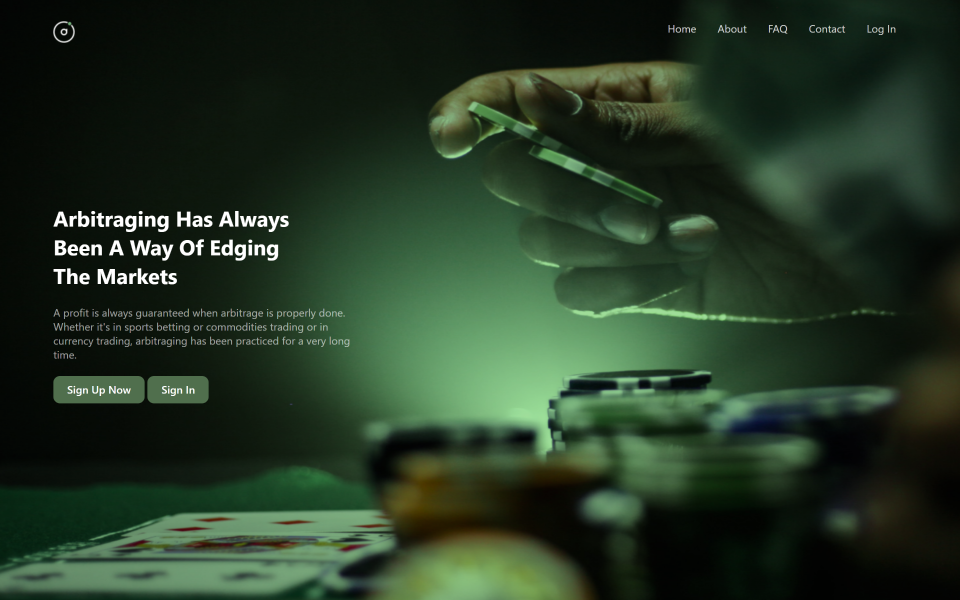 Home About FAQ Contact Log In
Arbitraging Has Always
Been A Way Of Edging
The Markets
A profit is always guaranteed when arbitrage is properly done.
Whether it's in sports betting or commodities trading or in
currency trading, arbitraging has been practiced for a very long
time.
Sign Up Now Sign In